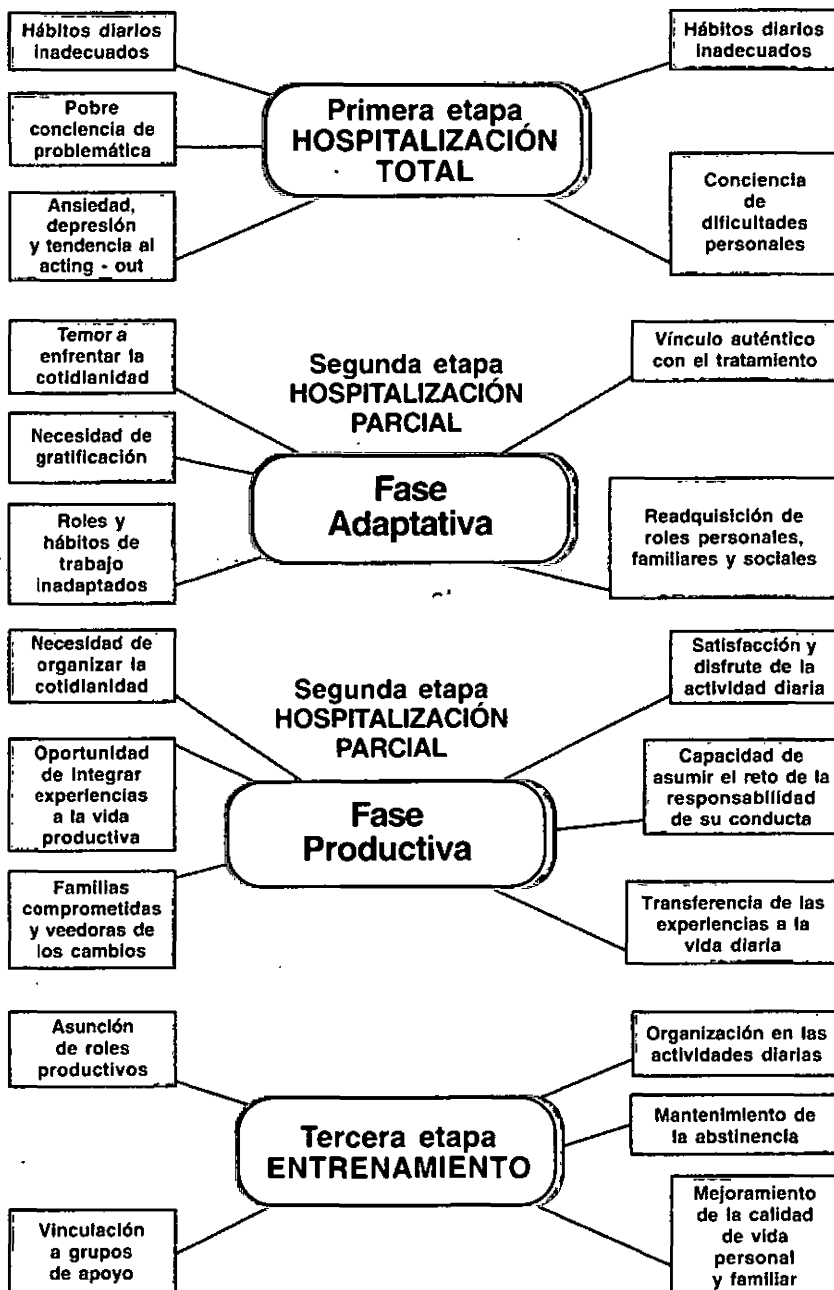 Hábitos diarios
inadecuados
Pobre
conciencia de
problemática
Ansiedad,
depresión
y tendencia al
acting - out
Primera etapa
HOSPITALIZACIÓN
TOTAL
Hábitos diarios
inadecuados
Conciencia
de
dificultades
personales
Temor a
enfrentar la
cotidianidad
Necesidad de
gratificación
Roles y
hábitos de
trabajo
inadaptados
Segunda etapa
HOSPITALIZACIÓN
PARCIAL
Fase
Adaptativa
Vínculo auténtico
con el tratamiento
Readquisición de
roles personales,
familiares y sociales
Necesidad de
organizar la
cotidianidad
Oportunidad
de integrar
experiencias
a la vida
productiva
Familias
comprometidas
y veedoras de
los cambios
Segunda etapa
HOSPITALIZACIÓN
PARCIAL
Fase
Productiva
Satisfacción y
disfrute de la
actividad diaria
Capacidad de
asumir el reto de la
responsabilidad
de su conducta
Transferencia de las
experiencias a la
vida diaria
Asunción
de roles
productivos
Vinculación
a grupos
de apoyo
Tercera etapa
ENTRENAMIENTO
Organización en las
actividades diarias
Mantenimiento de
la abstinencia
Mejoramiento
de la calidad
de vida
personal
y familiar